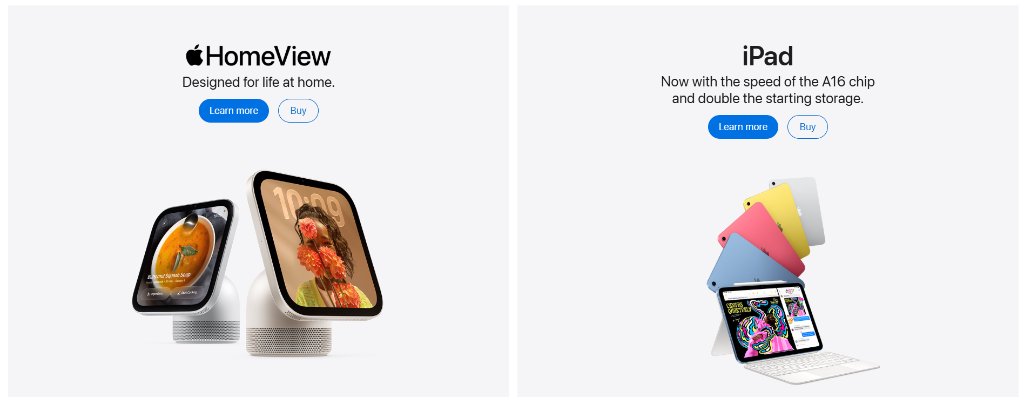 HomeView
Designed for life at home.
Learn more
Buy
10:09
iPad
Now with the speed of the A16 chip
and double the starting storage.
Learn more
Buy